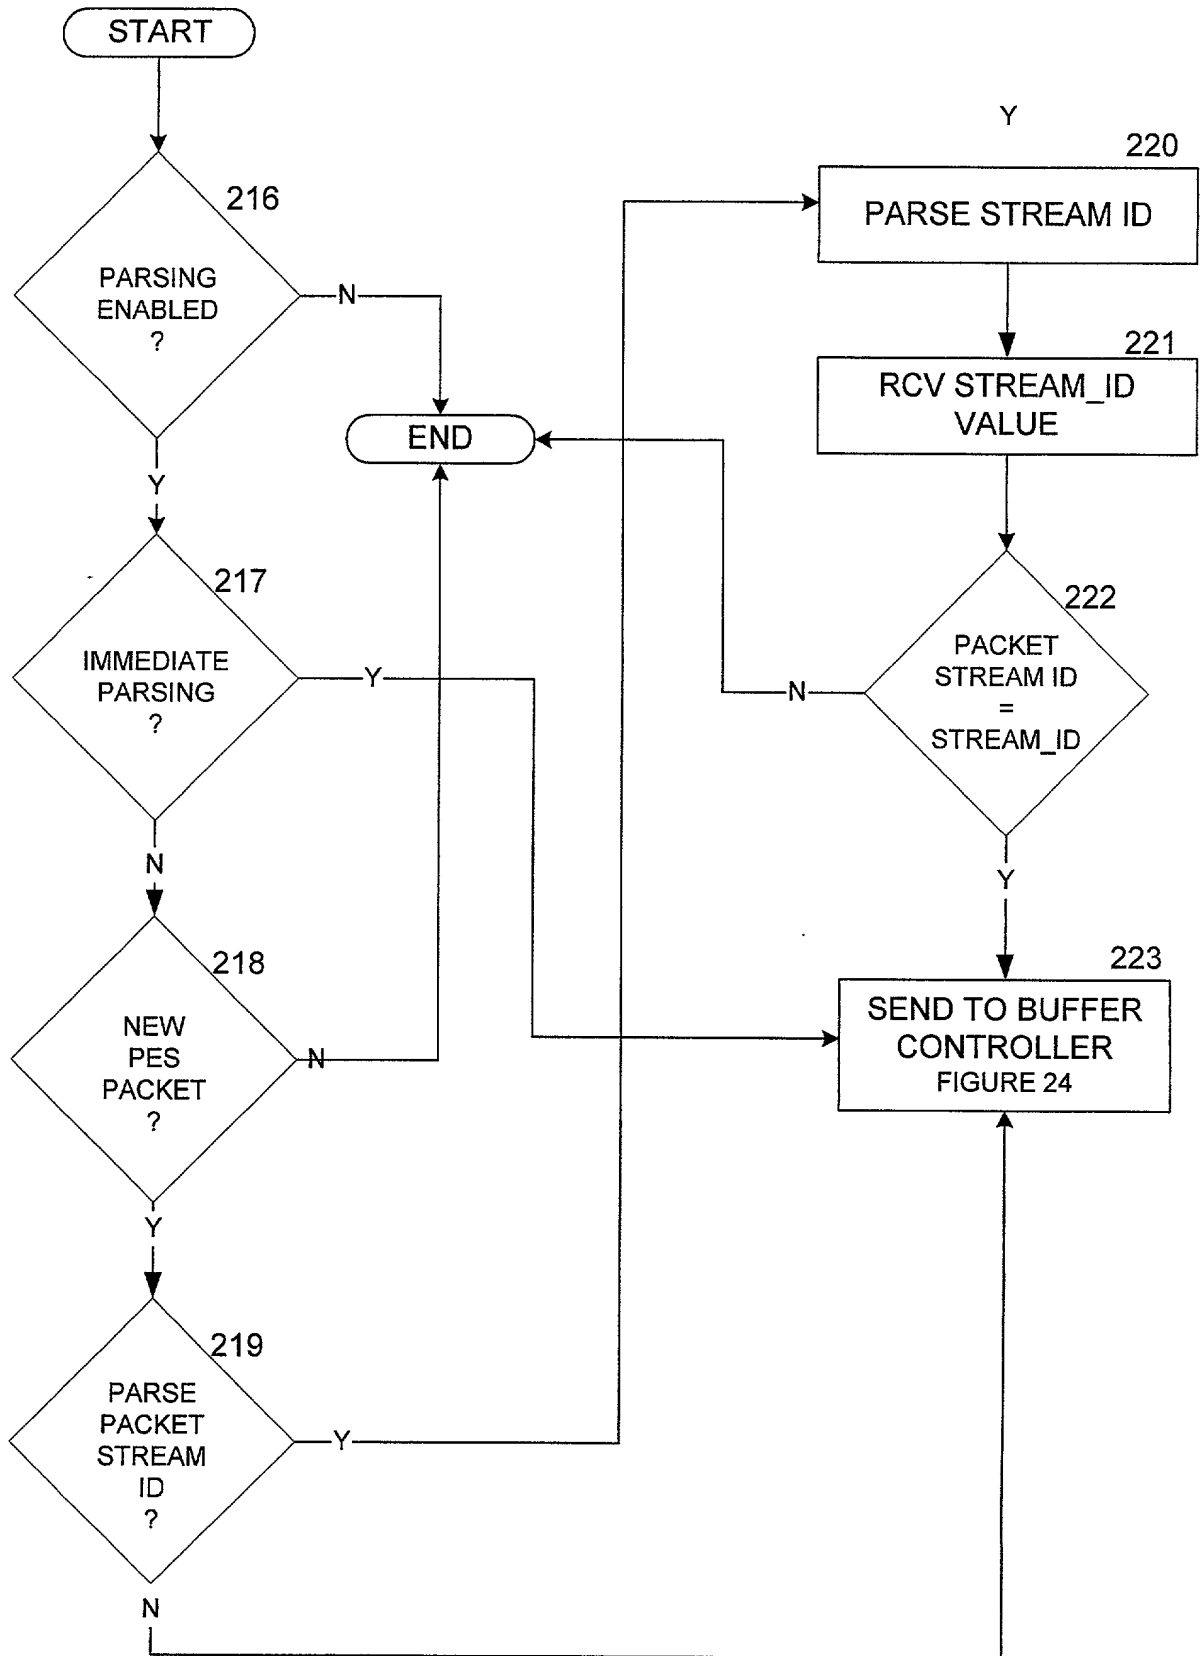 START
216
PARSING
ENABLED
?
N
Y
END
217
IMMEDIATE
PARSING
?
Y
N
218
NEW
PES
PACKET
?
N
Y
219
PARSE
PACKET
STREAM
ID
?
Y
N
Y
220
PARSE STREAM ID
221
RCV STREAM_ID
VALUE
222
PACKET
STREAM ID
=
STREAM_ID
N
Y
223
SEND TO BUFFER
CONTROLLER
FIGURE 24